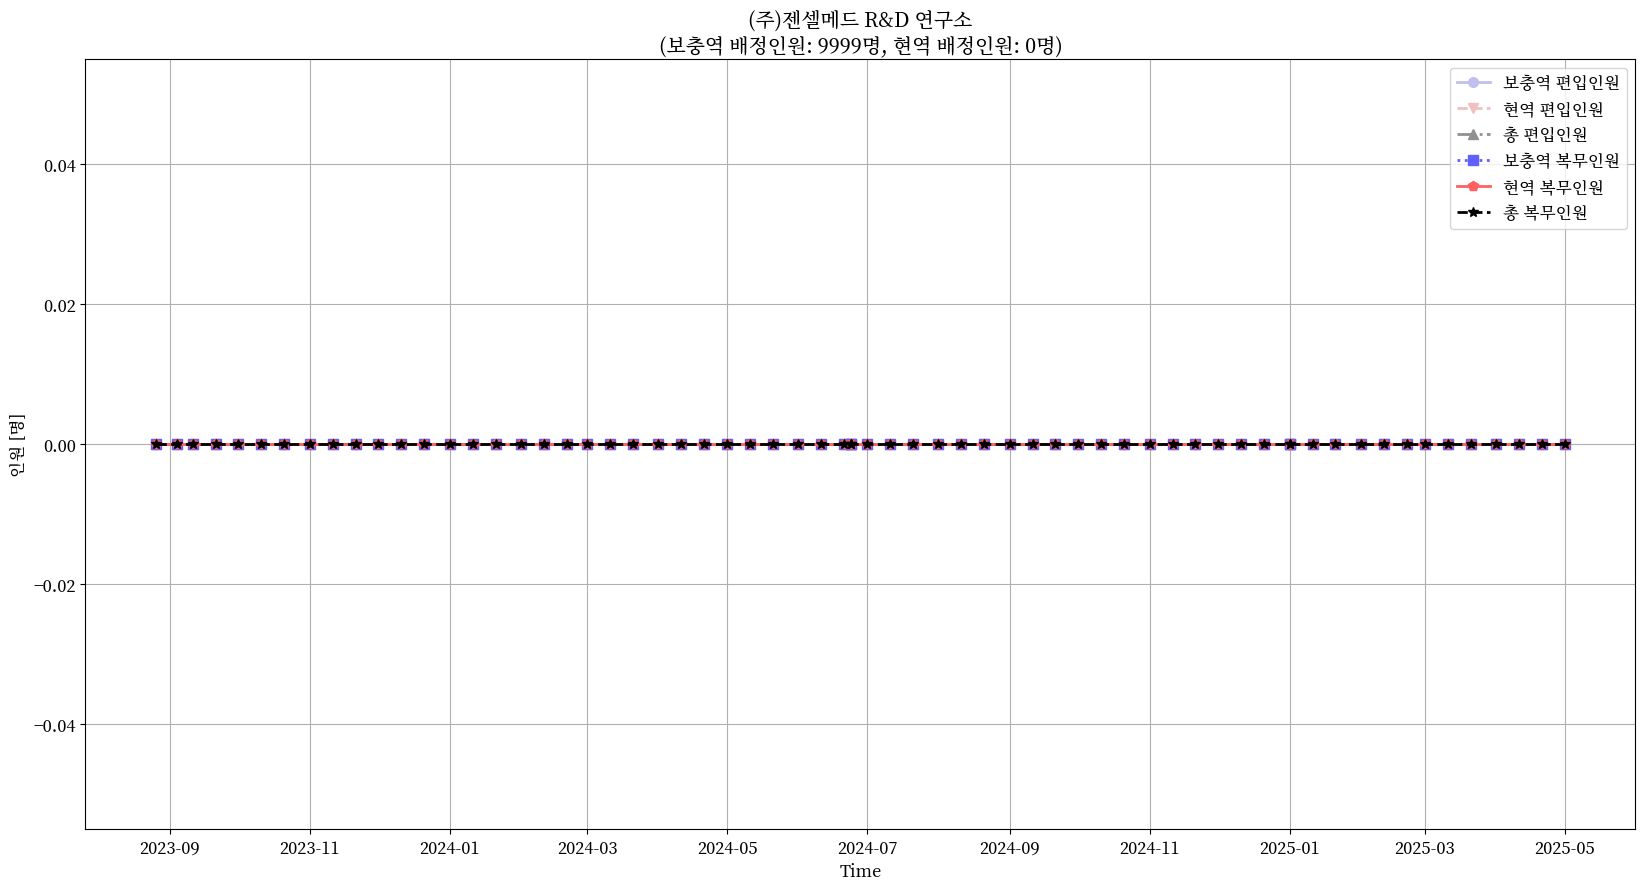 (주)젠셀메드 R&D 연구소
(보충역 배정인원: 9999명, 현역 배정인원: 0명)
보충역 편입인원
현역 편입인원
총 편입인원
보충역 복무인원
현역 복무인원
총 복무인원
0.04
0.02
0.00
−0.02
−0.04
인원 [명]
2023-09 2023-11 2024-01 2024-03 2024-05 2024-07 2024-09 2024-11 2025-01 2025-03 2025-05
Time